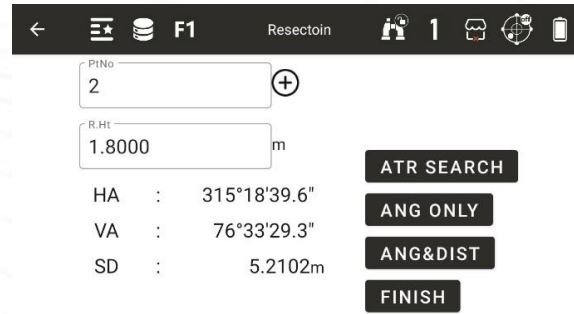 F1 Resectoin 1 off
PtNo
2
R.Ht
1.8000 m
ATR SEARCH
HA : 315°18'39.6"
ANG ONLY
VA : 76°33'29.3"
ANG&DIST
SD : 5.2102m
FINISH